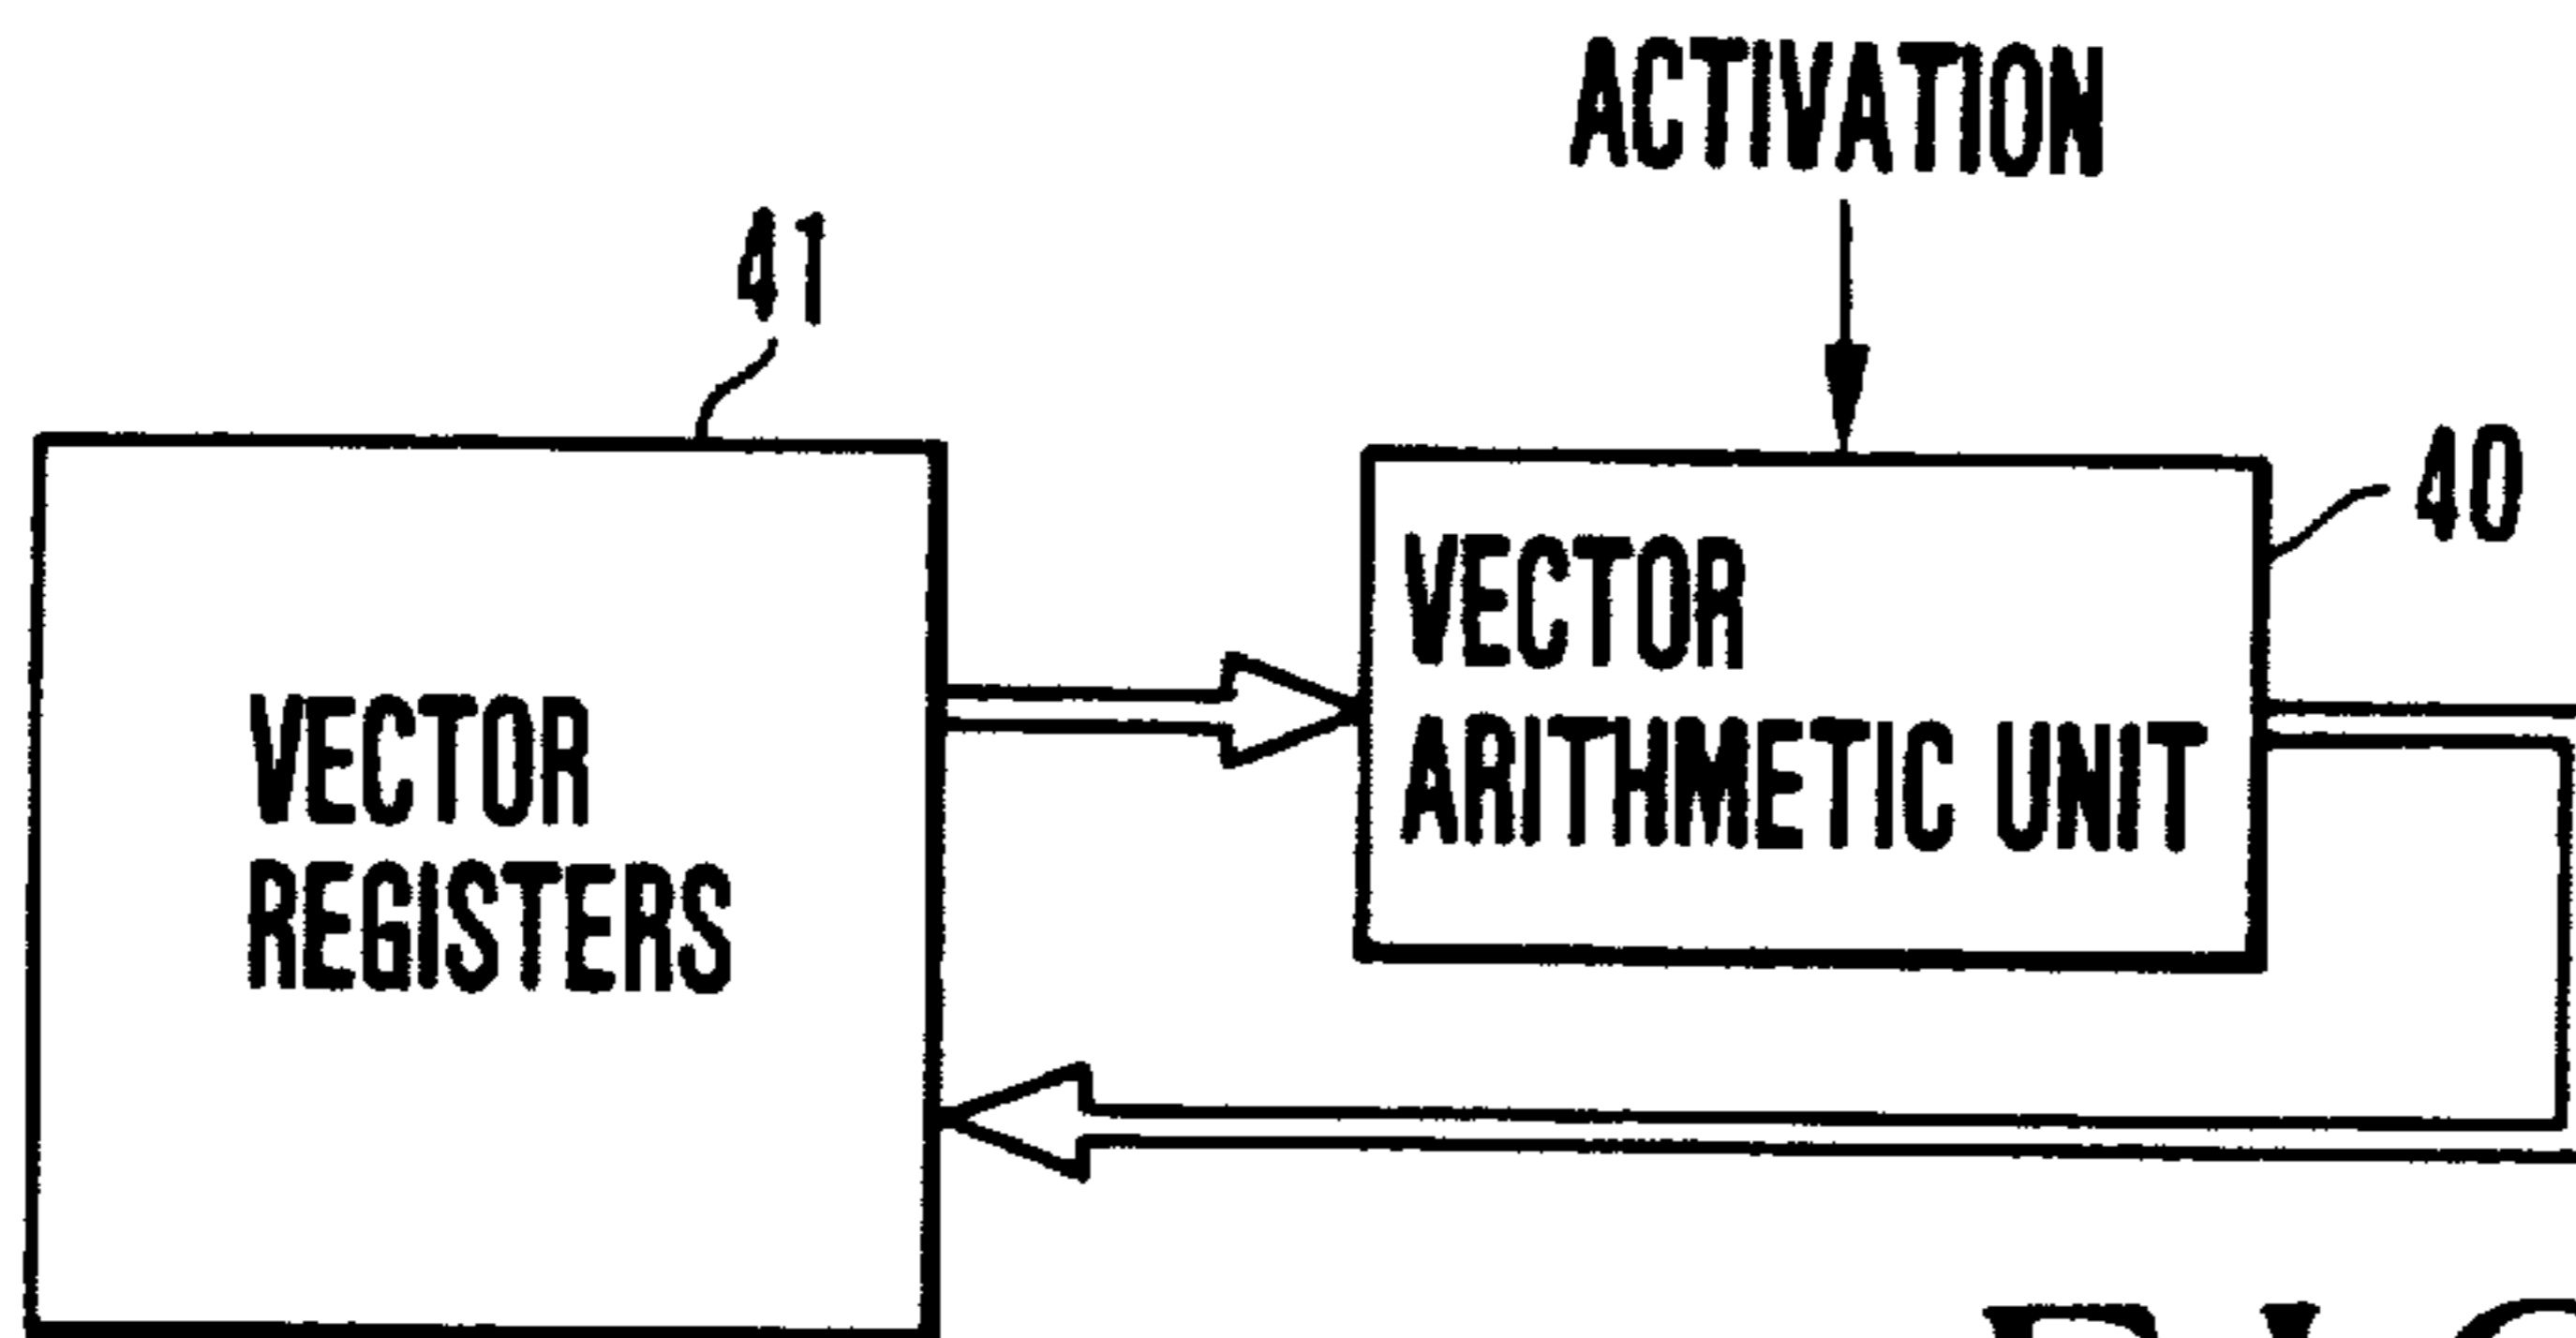 ACTIVATION
41
40
VECTOR
ARITHMETIC UNIT
VECTOR
REGISTERS